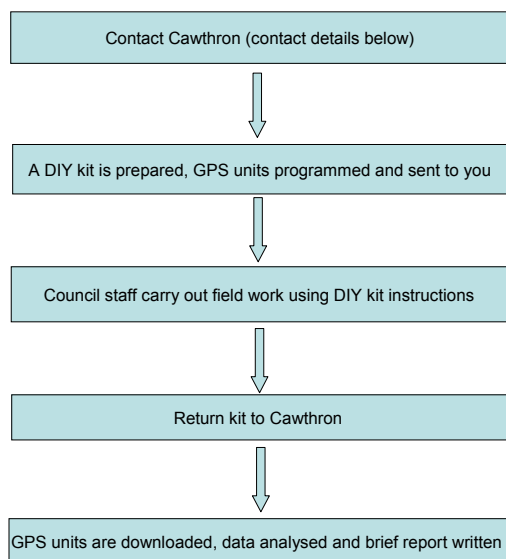 Contact Cawthron (contact details below)
A DIY kit is prepared, GPS units programmed and sent to you
Council staff carry out field work using DIY kit instructions
Return kit to Cawthron
GPS units are downloaded, data analysed and brief report written